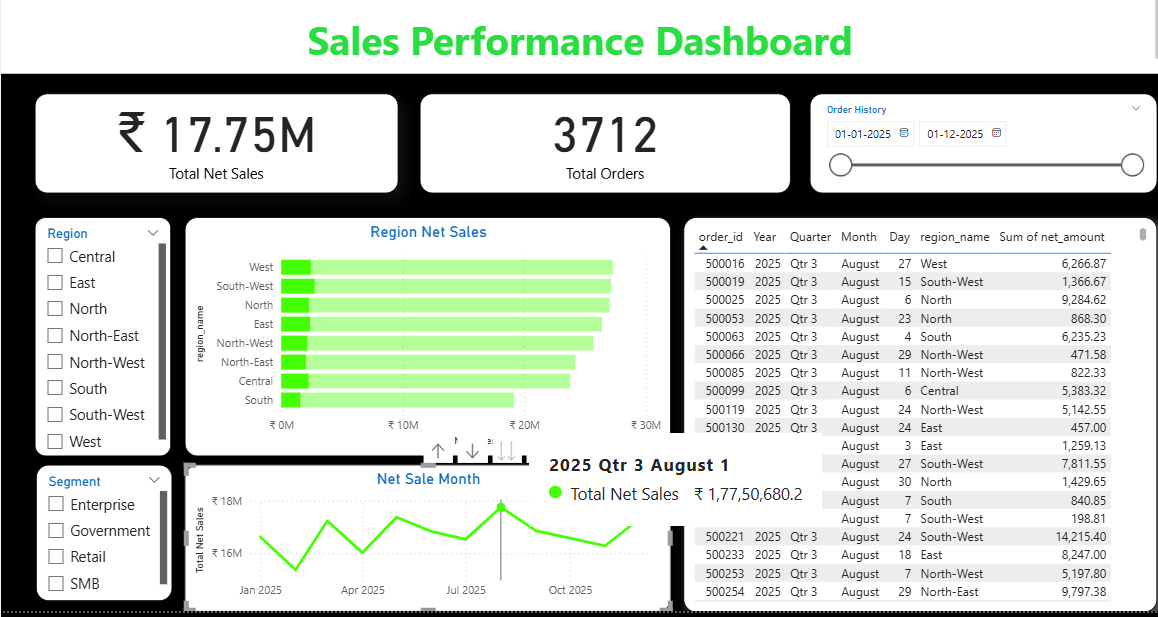 Sales Performance Dashboard
₹ 17.75M
Total Net Sales
3712
Total Orders
Order History
01-01-2025
01-12-2025
Region
Central
East
North
North-East
North-West
South
South-West
West
Segment
Enterprise
Government
Retail
SMB
Region Net Sales
region_name
West
South-West
North
East
North-West
North-East
Central
South
₹ 0M ₹ 10M ₹ 20M ₹ 30M
Net Sale Month
Total Net Sales
₹ 18M
₹ 16M
Jan 2025 Apr 2025 Jul 2025 Oct 2025
2025 Qtr 3 August 1
Total Net Sales ₹ 1,77,50,680.2
order_id Year Quarter Month Day region_name Sum of net_amount
500016 2025 Qtr 3 August 27 West 6,266.87
500019 2025 Qtr 3 August 15 South-West 1,366.67
500025 2025 Qtr 3 August 6 North 9,284.62
500053 2025 Qtr 3 August 23 North 868.30
500063 2025 Qtr 3 August 4 South 6,235.23
500066 2025 Qtr 3 August 29 North-West 471.58
500085 2025 Qtr 3 August 11 North-West 822.33
500099 2025 Qtr 3 August 6 Central 5,383.32
500119 2025 Qtr 3 August 24 North-West 5,142.55
500130 2025 Qtr 3 August 24 East 457.00
August 3 East 1,259.13
August 27 South-West 7,811.55
August 30 North 1,429.65
August 7 South 840.85
August 7 South-West 198.81
500221 2025 Qtr 3 August 24 South-West 14,215.40
500233 2025 Qtr 3 August 18 East 8,247.00
500253 2025 Qtr 3 August 7 North-West 5,197.80
500254 2025 Qtr 3 August 29 North-East 9,797.38